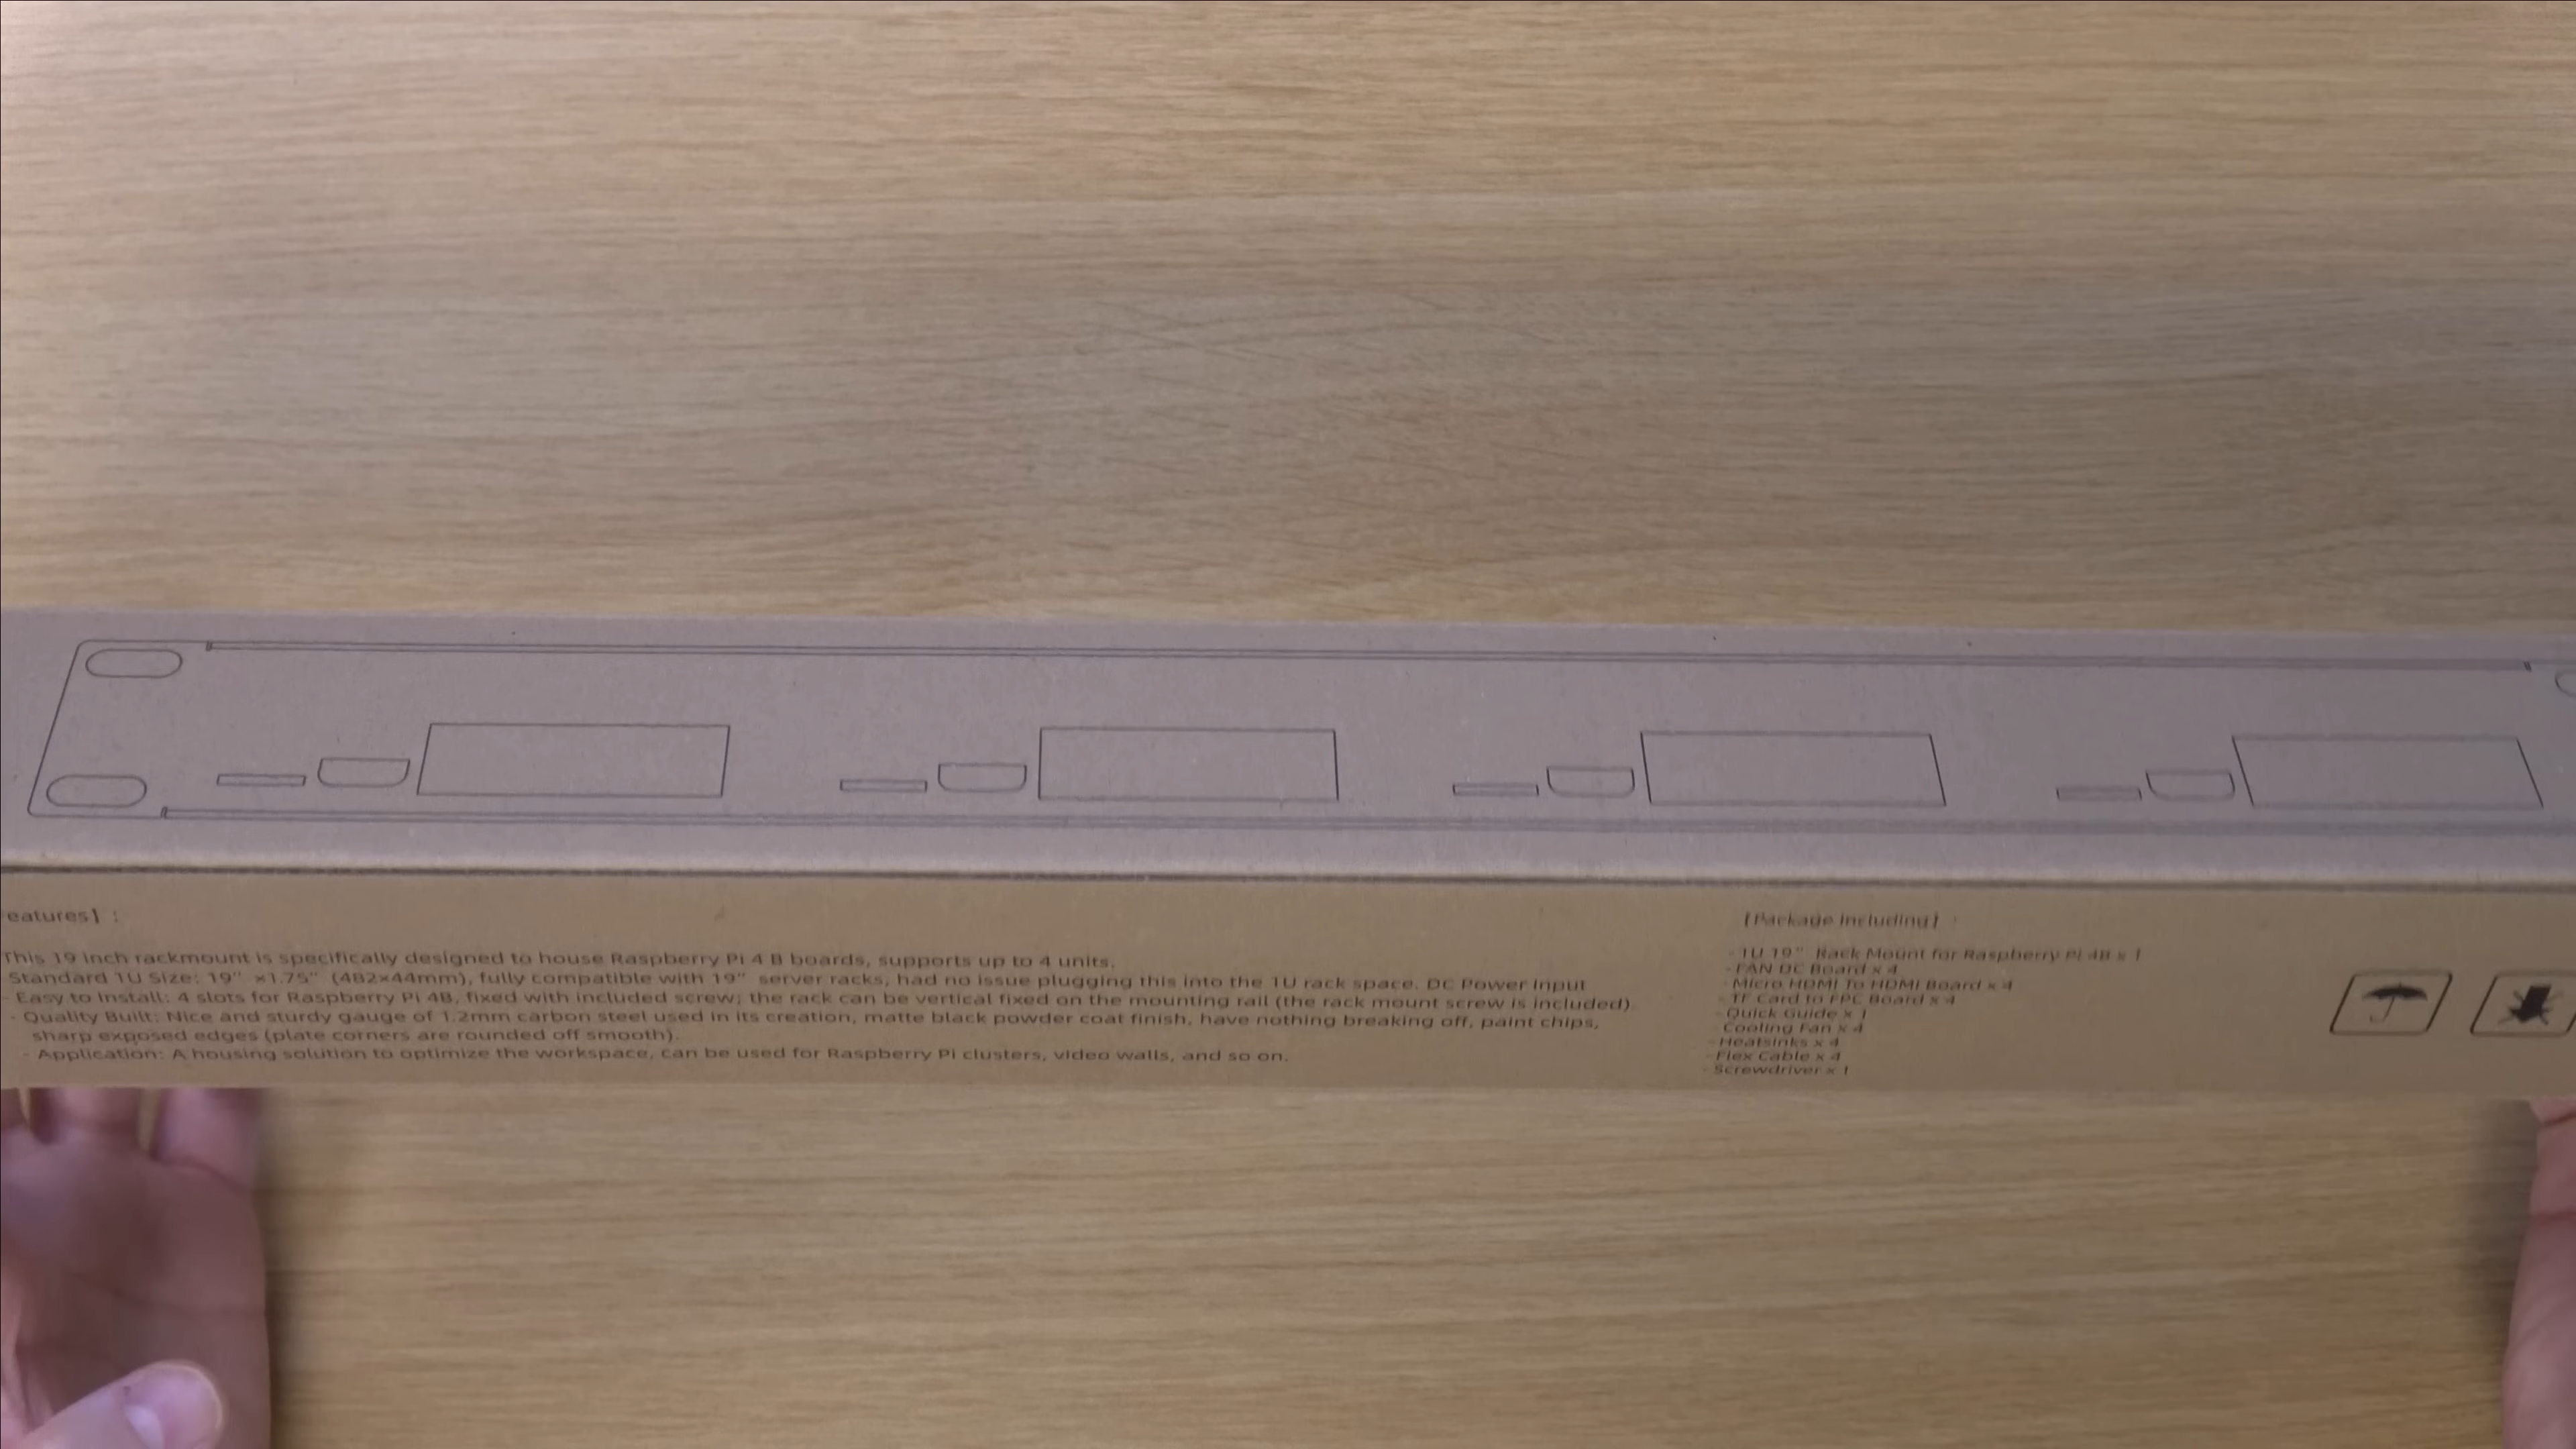 eatures] :
This 19 inch rackmount is specifically designed to house Raspberry Pi 4 B boards, supports up to 4 units.
Standard 1U Size: 19" ×1.75" (482×44mm), fully compatible with 19" server racks, had no issue plugging this into the 1U rack space. DC Power Input
- Easy to Install: 4 slots for Raspberry Pi 4B, fixed with included screw; the rack can be vertical fixed on the mounting rail (the rack mount screw is included).
- Quality Built: Nice and sturdy gauge of 1.2mm carbon steel used in its creation, matte black powder coat finish, have nothing breaking off, paint chips,
sharp exposed edges (plate corners are rounded off smooth).
- Application: A housing solution to optimize the workspace, can be used for Raspberry Pi clusters, video walls, and so on.
[Package Including] :
- 1U 19" Rack Mount for Raspberry Pi 4B x 1
- FAN DC Board x 4
- Micro HDMI To HDMI Board x 4
- TF Card to FPC Board x 4
- Quick Guide x 1
Cooling Fan x 4
- Heatsinks x 4
- Flex Cable x 4
- Screwdriver x 1